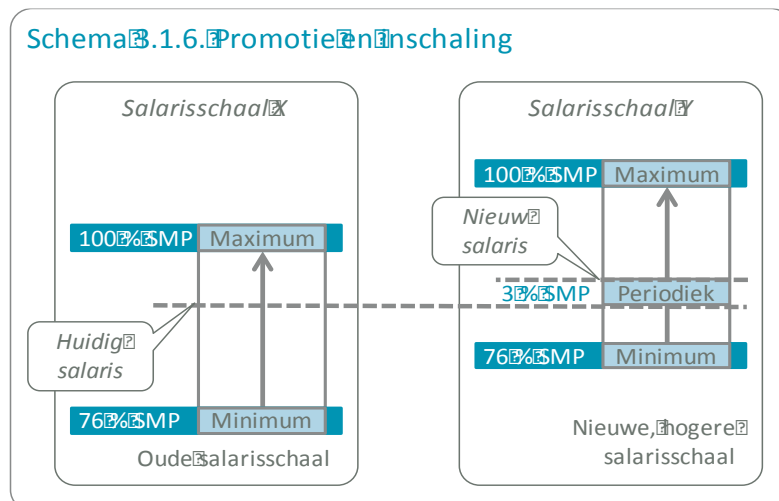 Schema 3.1.6. Promotie en inschaling
Salarisschaal X
100 % SMP Maximum
Huidig
salaris
76 % SMP Minimum
Oude salarisschaal
Salarisschaal Y
100 % SMP Maximum
Nieuw
salaris
3 % SMP Periodiek
76 % SMP Minimum
Nieuwe, hogere
salarisschaal